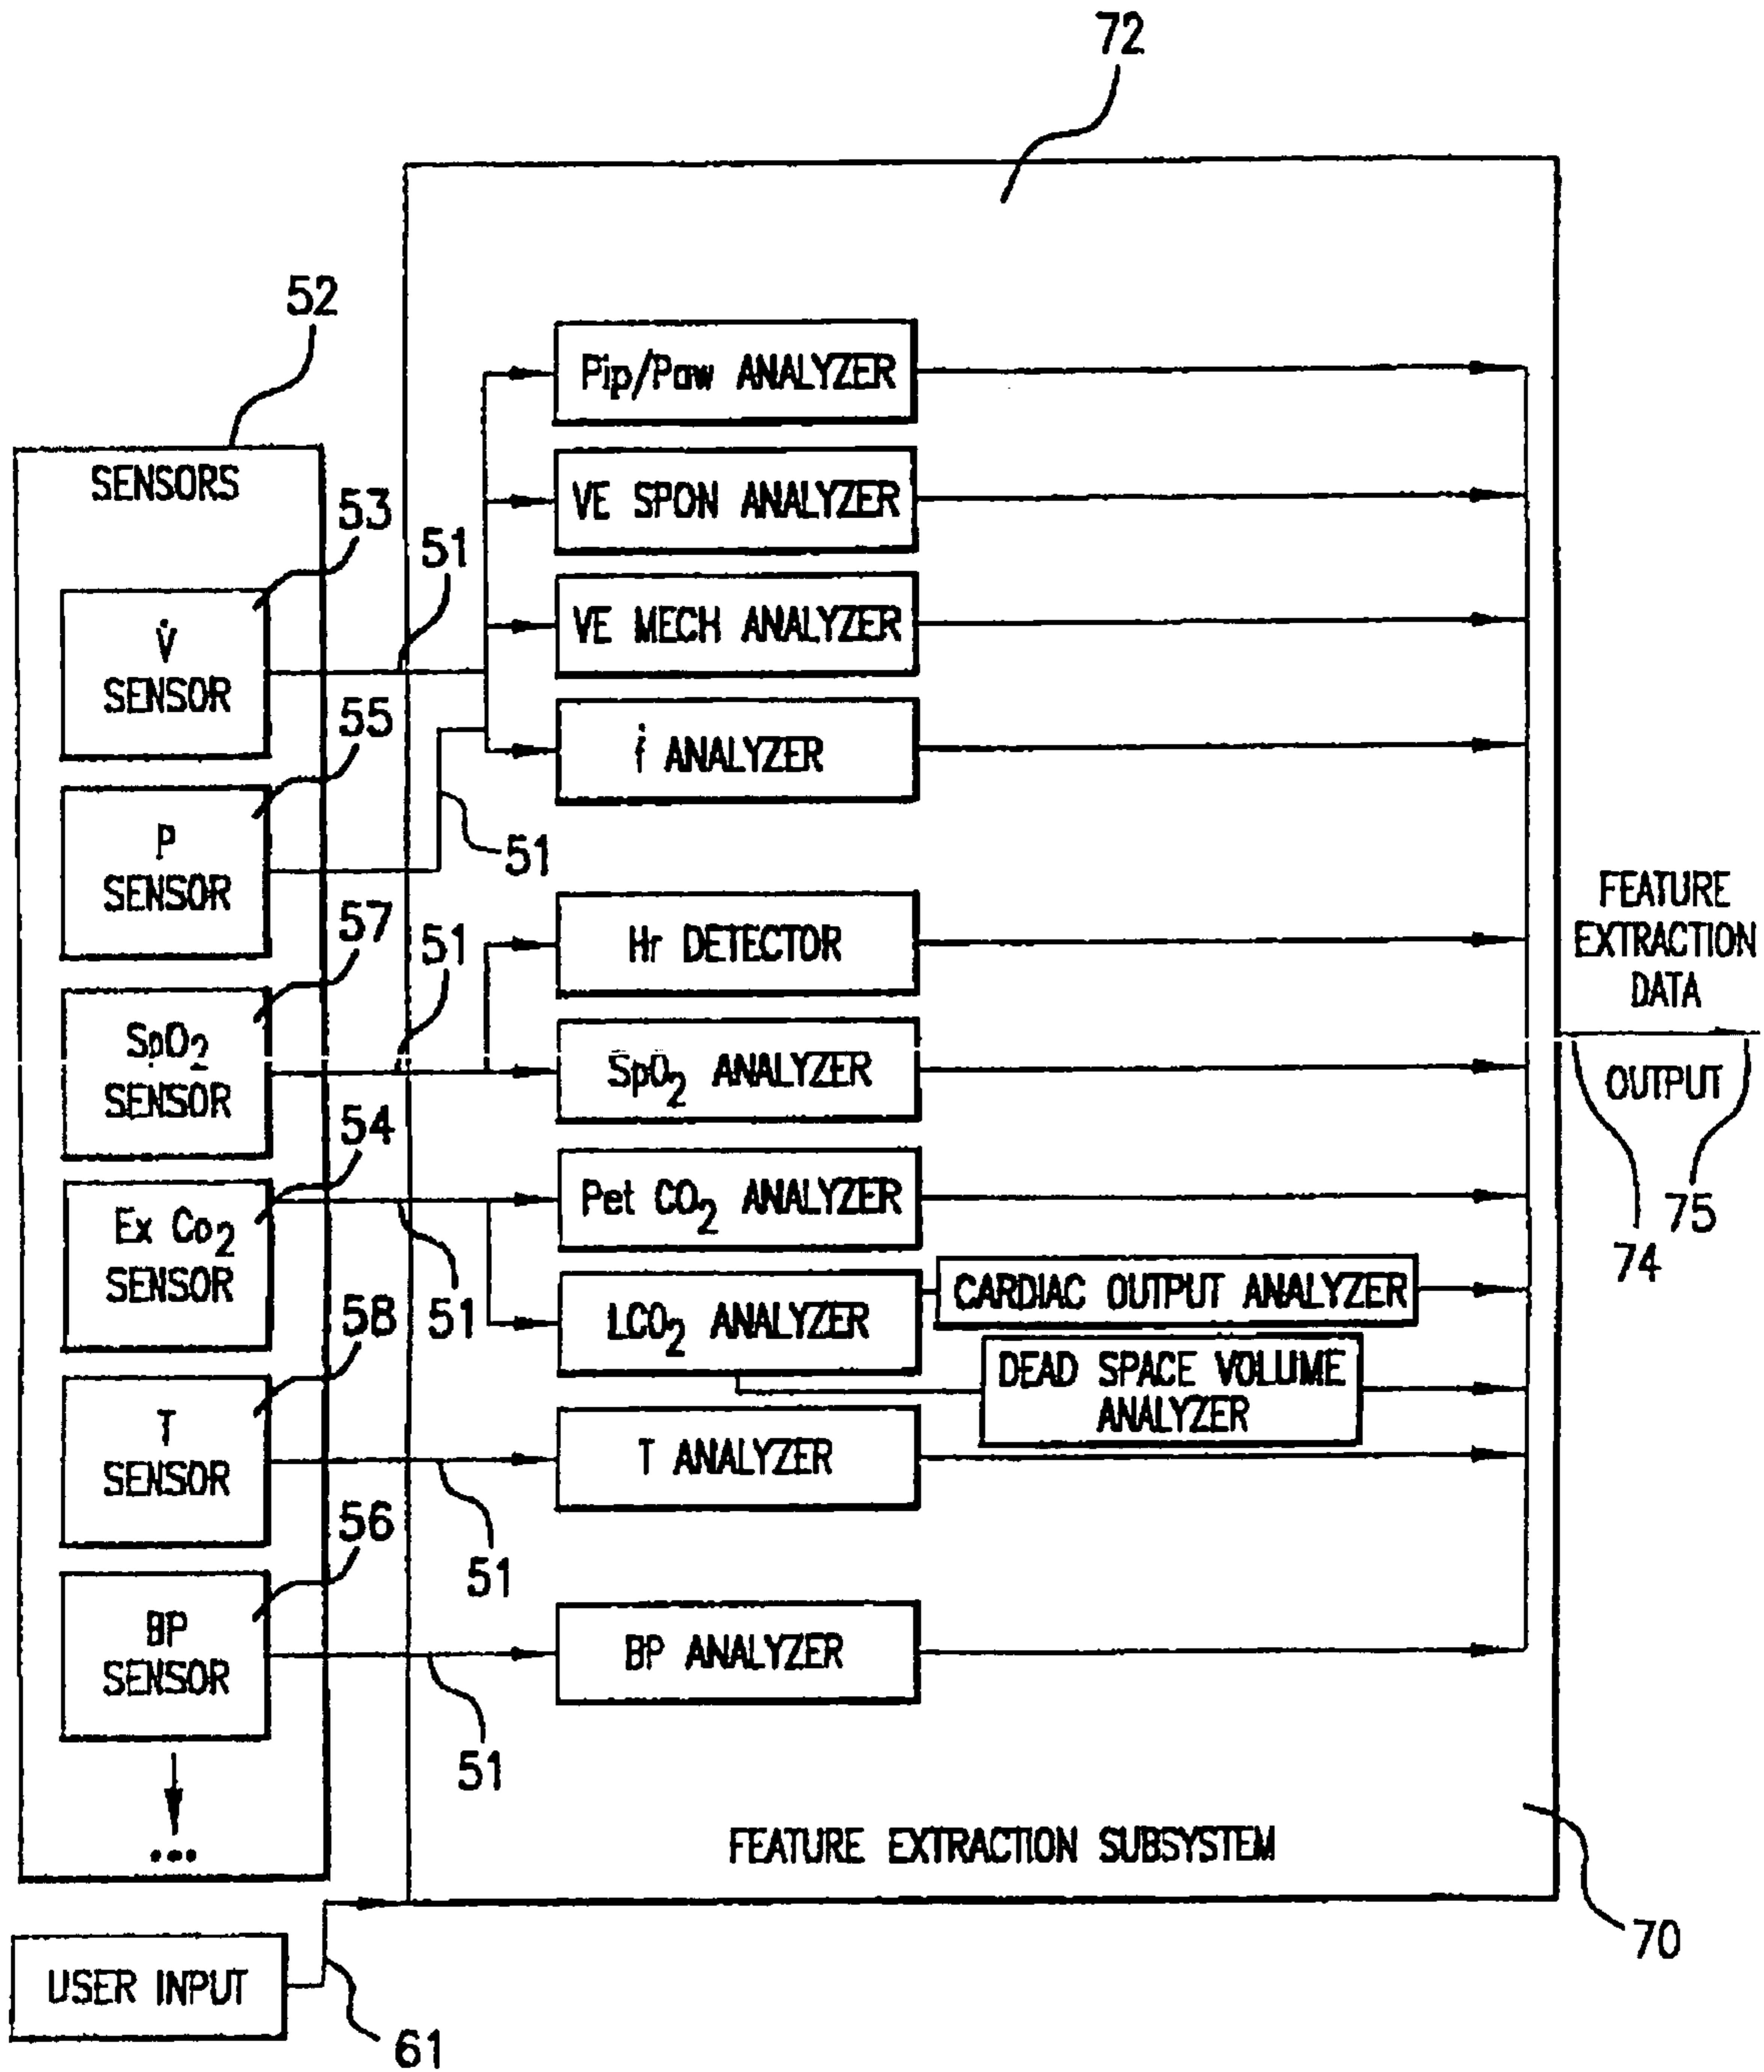 72
52
SENSORS
53
V̇
SENSOR
51
55
P
SENSOR
51
57
SpO₂
SENSOR
51
54
Ex Co₂
SENSOR
51
58
T
SENSOR
51
56
BP
SENSOR
51
...
USER INPUT
61
Pip/Paw ANALYZER
VE SPON ANALYZER
VE MECH ANALYZER
ḟ ANALYZER
Hr DETECTOR
SpO₂ ANALYZER
Pet CO₂ ANALYZER
LCO₂ ANALYZER
CARDIAC OUTPUT ANALYZER
DEAD SPACE VOLUME
ANALYZER
T ANALYZER
BP ANALYZER
FEATURE EXTRACTION SUBSYSTEM
70
FEATURE
EXTRACTION
DATA
OUTPUT
74
75